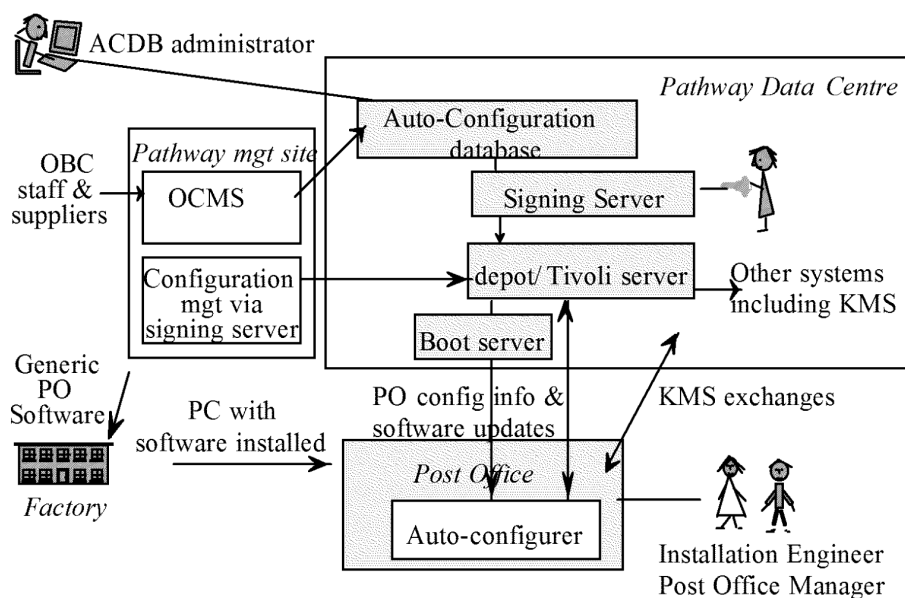 ACDB administrator
Pathway Data Centre
Auto-Configuration
database
Pathway mgt site
OBC
staff &
suppliers
OCMS
Signing Server
Configuration
mgt via
signing server
depot/ Tivoli server
Other systems
including KMS
Boot server
Generic
PO
Software
PC with
software installed
PO config info &
software updates
KMS exchanges
Factory
Post Office
Auto-configurer
Installation Engineer
Post Office Manager